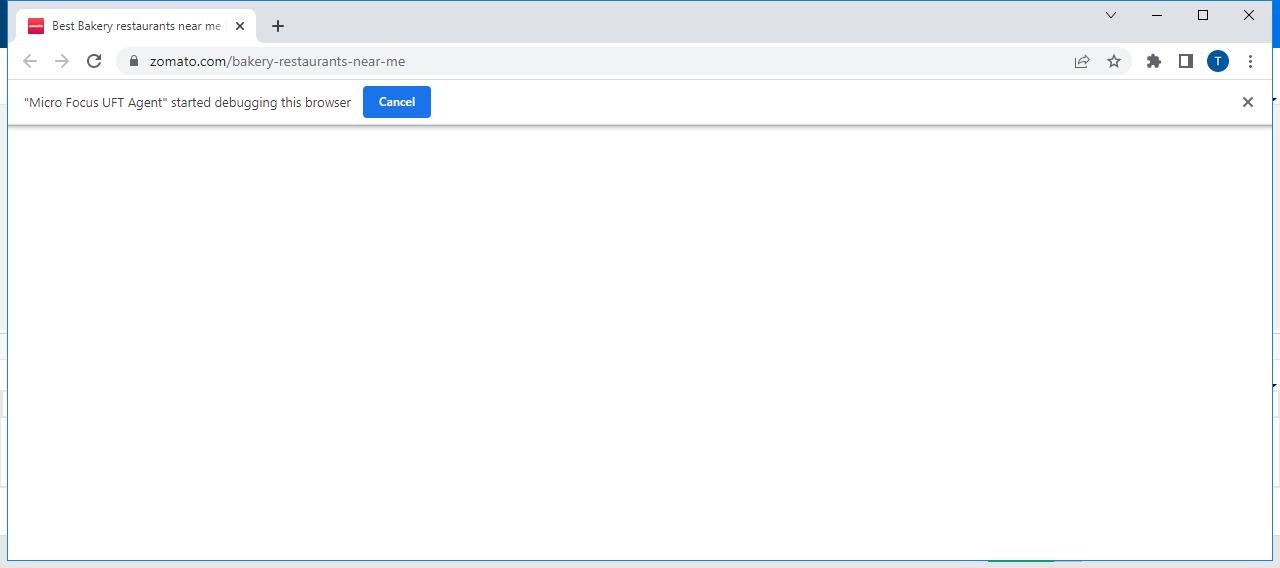 Best Bakery restaurants near me
zomato.com/bakery-restaurants-near-me
T
"Micro Focus UFT Agent" started debugging this browser
Cancel